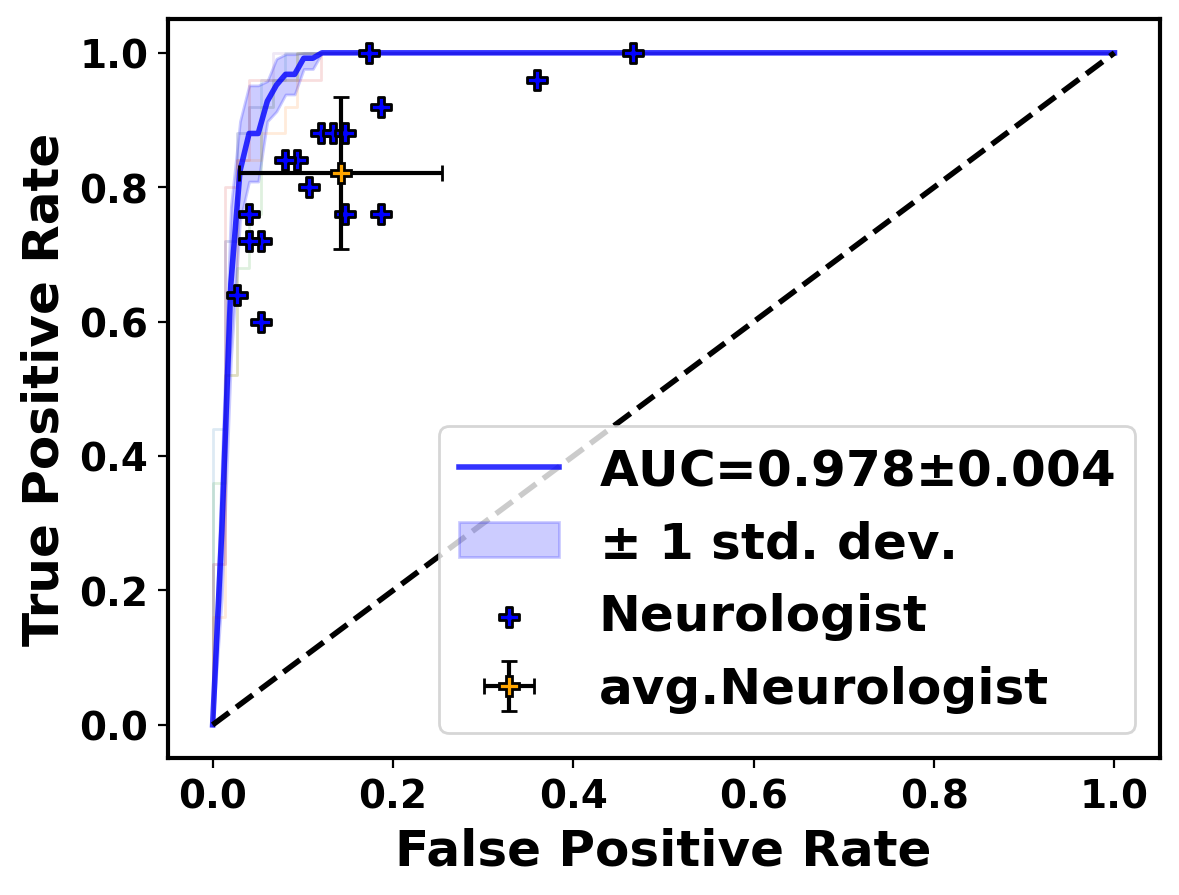 1.0
0.8
0.6
0.4
0.2
0.0
True Positive Rate
AUC=0.978±0.004
± 1 std. dev.
Neurologist
avg.Neurologist
0.0 0.2 0.4 0.6 0.8 1.0
False Positive Rate